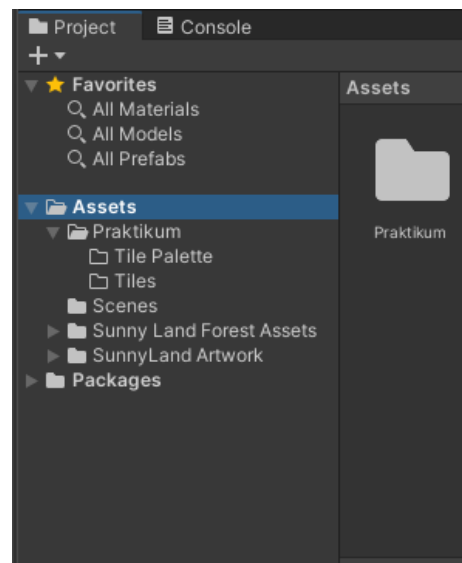 Project Console
Favorites
All Materials
All Models
All Prefabs
Assets
Praktikum
Tile Palette
Tiles
Scenes
Sunny Land Forest Assets
SunnyLand Artwork
Packages
Assets
Praktikum